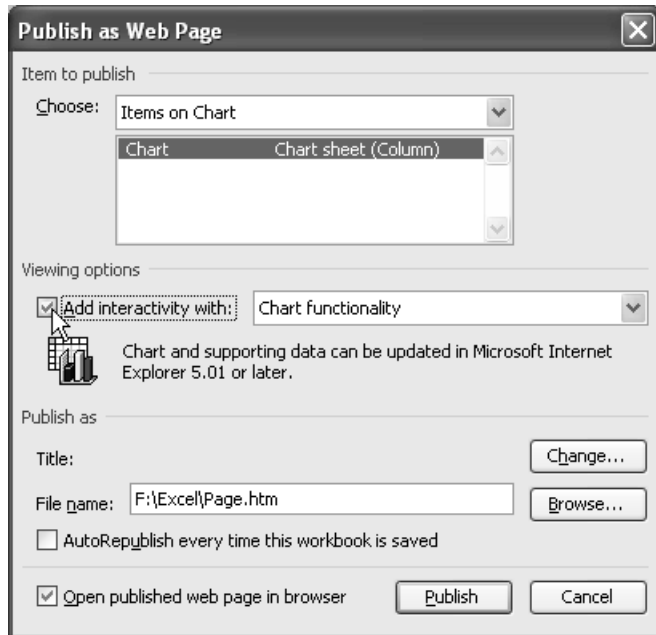 Publish as Web Page
Item to publish
Choose: Items on Chart
Chart Chart sheet (Column)
Viewing options
Add interactivity with: Chart functionality
Chart and supporting data can be updated in Microsoft Internet
Explorer 5.01 or later.
Publish as
Title: Change...
File name: F:\Excel\Page.htm Browse...
AutoRepublish every time this workbook is saved
Open published web page in browser Publish Cancel